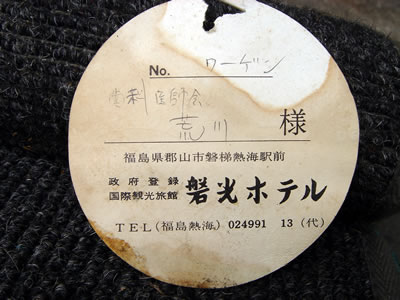 No. ワーゲン
歯科医師会
荒川 様
福島県郡山市磐梯熱海駅前
政府登録
国際観光旅館 磐光ホテル
TEL(福島熱海) 024991 13(代)